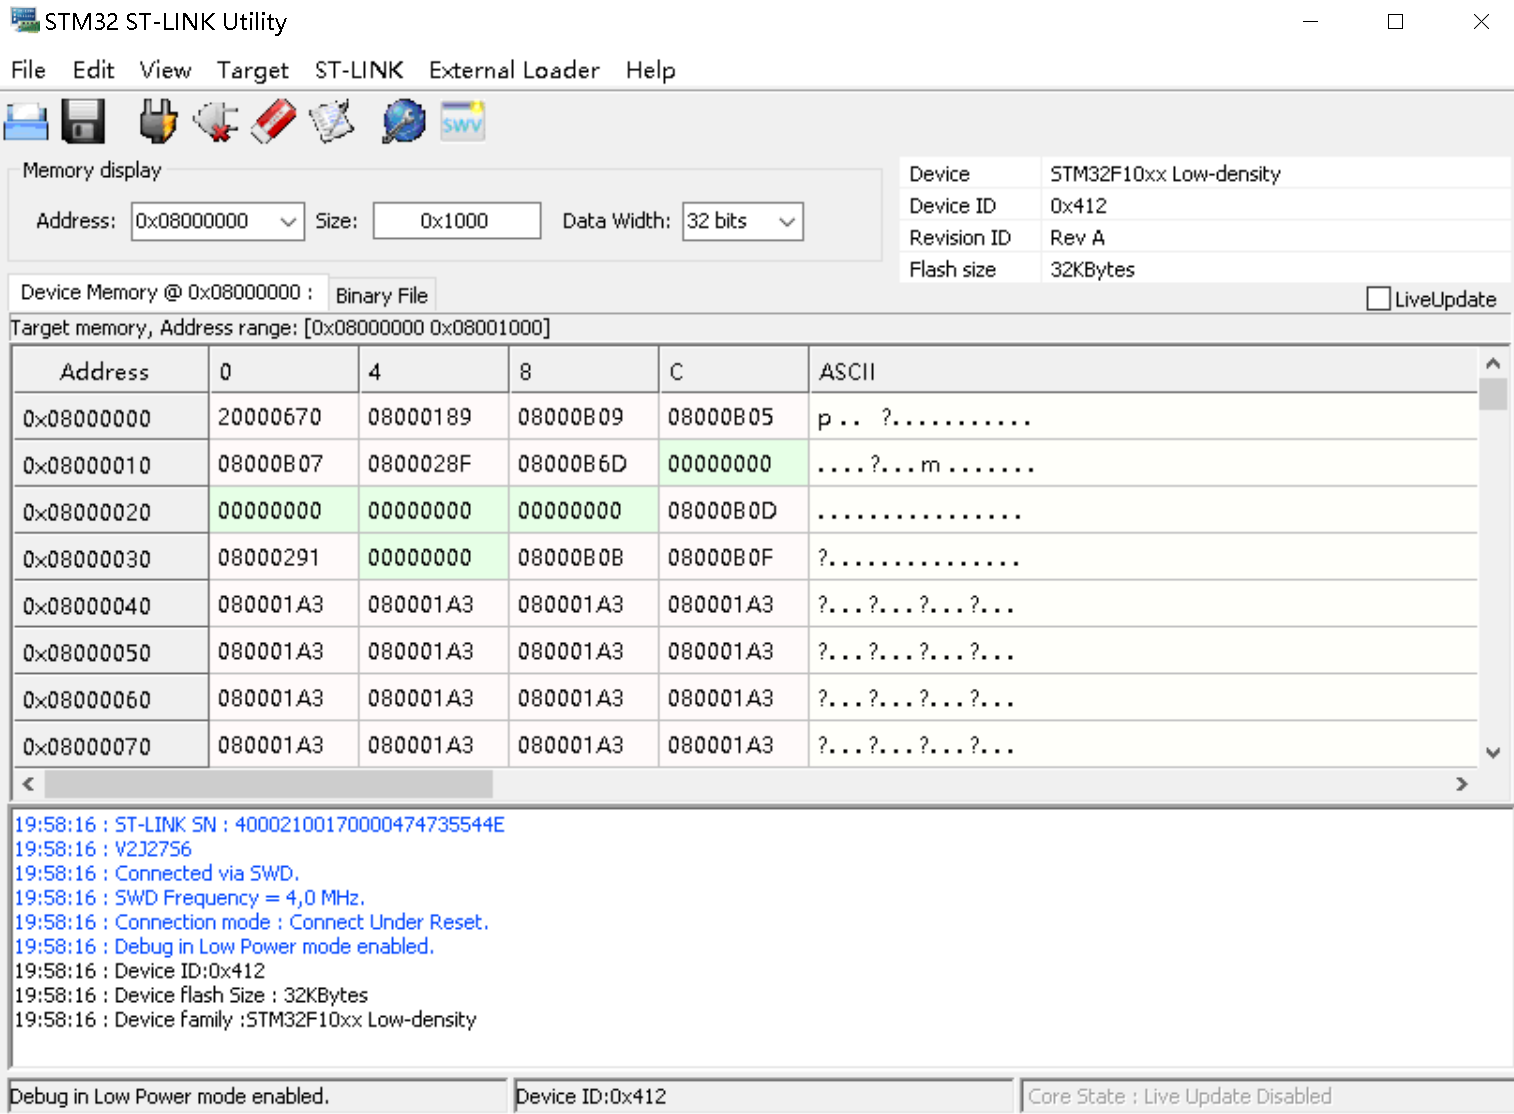 STM32 ST-LINK Utility
File Edit View Target ST-LINK External Loader Help
SWV
Memory display
Address: 0x08000000 Size: 0x1000 Data Width: 32 bits
Device STM32F10xx Low-density
Device ID 0x412
Revision ID Rev A
Flash size 32KBytes
LiveUpdate
Device Memory @ 0x08000000 : Binary File
Target memory, Address range: [0x08000000 0x08001000]
Address 0 4 8 C ASCII
0x08000000 20000670 08000189 08000B09 08000B05 p.. ?...........
0x08000010 08000B07 0800028F 08000B6D 00000000 ....?...m.......
0x08000020 00000000 00000000 00000000 08000B0D ................
0x08000030 08000291 00000000 08000B0B 08000B0F ?...............
0x08000040 080001A3 080001A3 080001A3 080001A3 ?...?...?...?...
0x08000050 080001A3 080001A3 080001A3 080001A3 ?...?...?...?...
0x08000060 080001A3 080001A3 080001A3 080001A3 ?...?...?...?...
0x08000070 080001A3 080001A3 080001A3 080001A3 ?...?...?...?...
19:58:16 : ST-LINK SN : 400021001700000474735544E
19:58:16 : V2J27S6
19:58:16 : Connected via SWD.
19:58:16 : SWD Frequency = 4,0 MHz.
19:58:16 : Connection mode : Connect Under Reset.
19:58:16 : Debug in Low Power mode enabled.
19:58:16 : Device ID:0x412
19:58:16 : Device flash Size : 32KBytes
19:58:16 : Device family :STM32F10xx Low-density
Debug in Low Power mode enabled. Device ID:0x412 Core State : Live Update Disabled